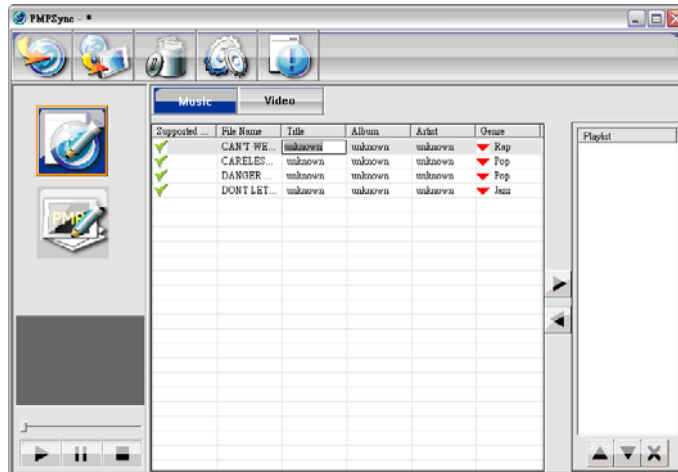 PMPSync - *
Music Video
Supported ... File Name Title Album Artist Genre
CAN'T WE... unknown unknown unknown Rap
CARELES... unknown unknown unknown Pop
DANGER ... unknown unknown unknown Pop
DONT LET... unknown unknown unknown Jazz
Playlist
PMP